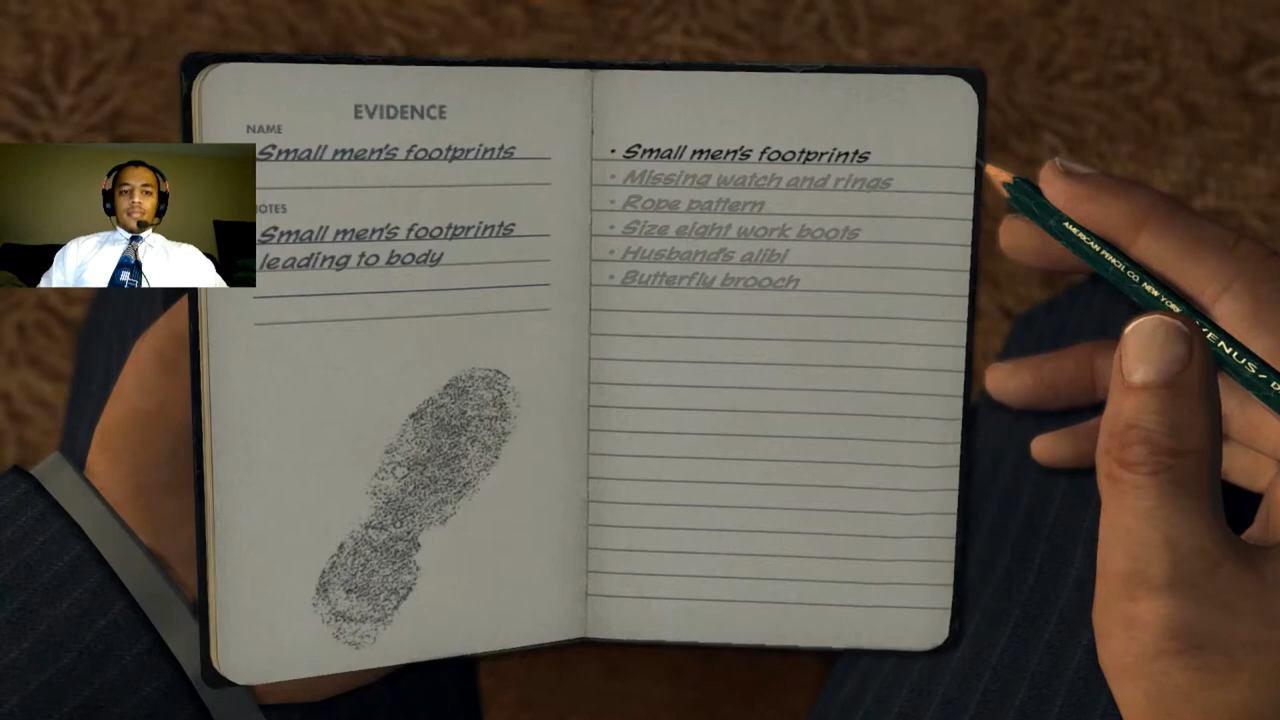 EVIDENCE
NAME
Small men's footprints
NOTES
Small men's footprints
leading to body
• Small men's footprints
• Missing watch and rings
• Rope pattern
• Size eight work boots
• Husband's alibi
• Butterfly brooch
AMERICAN PENCIL CO. NEW YORK
VENUS